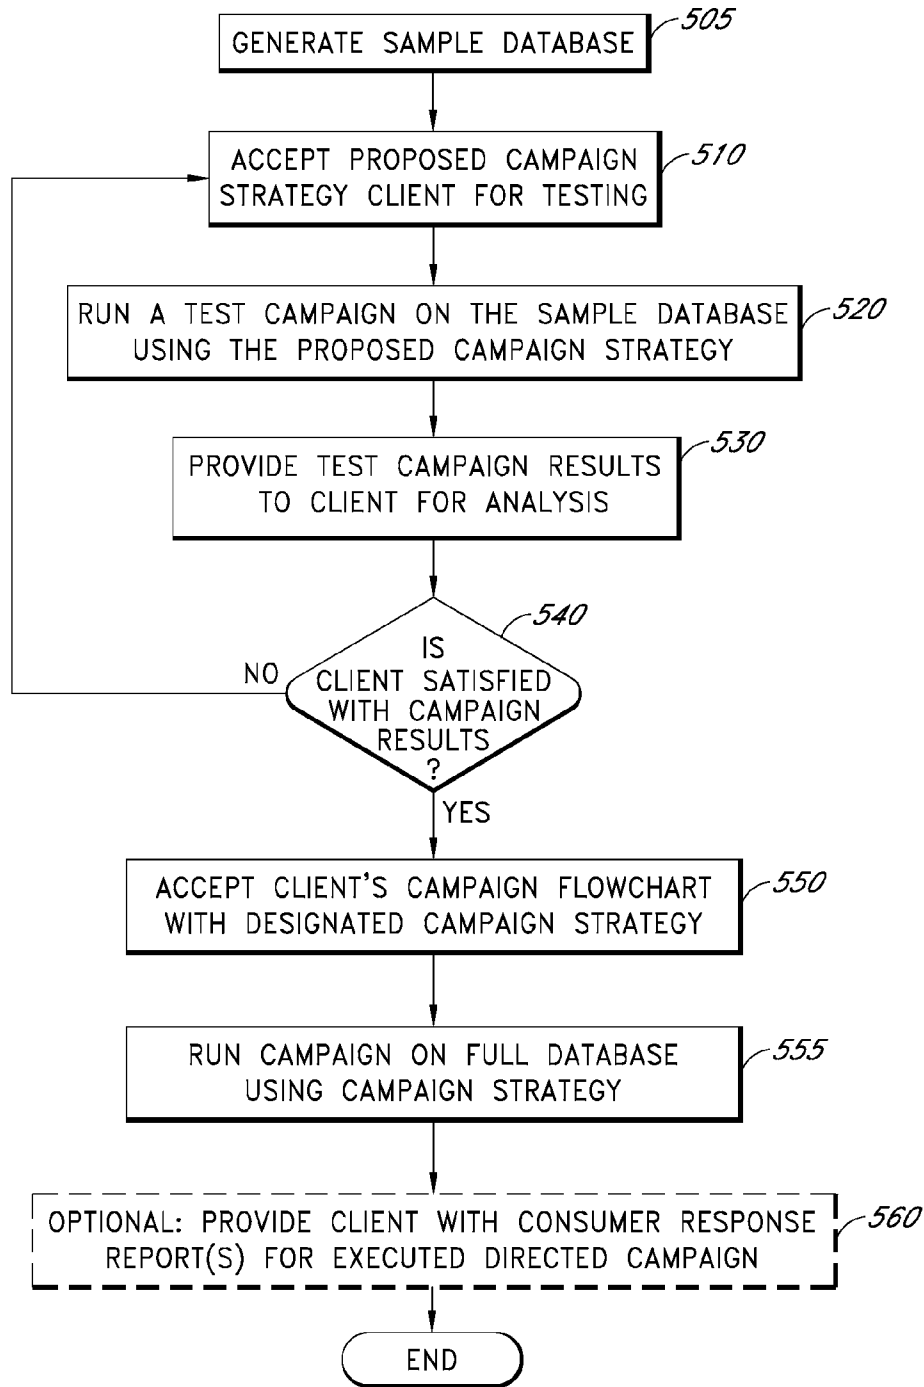 505
GENERATE SAMPLE DATABASE
510
ACCEPT PROPOSED CAMPAIGN
STRATEGY CLIENT FOR TESTING
520
RUN A TEST CAMPAIGN ON THE SAMPLE DATABASE
USING THE PROPOSED CAMPAIGN STRATEGY
530
PROVIDE TEST CAMPAIGN RESULTS
TO CLIENT FOR ANALYSIS
540
IS
CLIENT SATISFIED
WITH CAMPAIGN
RESULTS
?
NO
YES
550
ACCEPT CLIENT'S CAMPAIGN FLOWCHART
WITH DESIGNATED CAMPAIGN STRATEGY
555
RUN CAMPAIGN ON FULL DATABASE
USING CAMPAIGN STRATEGY
560
OPTIONAL: PROVIDE CLIENT WITH CONSUMER RESPONSE
REPORT(S) FOR EXECUTED DIRECTED CAMPAIGN
END